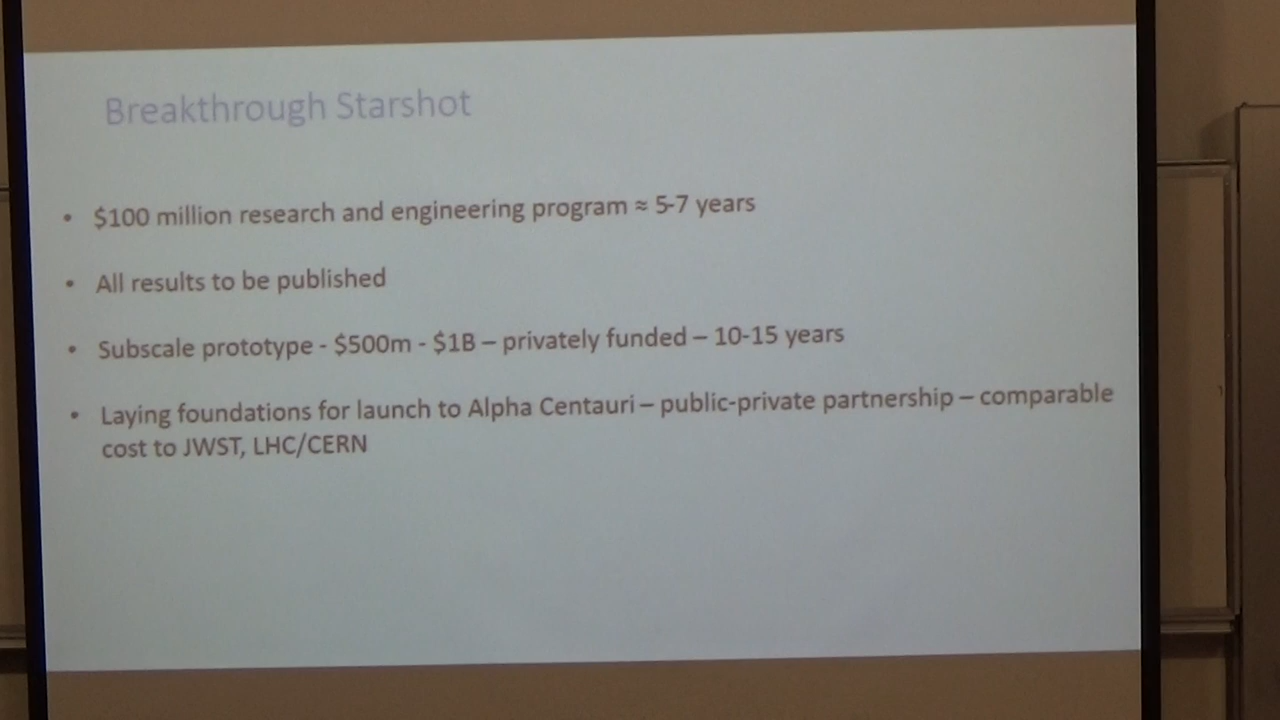 Breakthrough Starshot
• $100 million research and engineering program ≈ 5-7 years
• All results to be published
• Subscale prototype - $500m - $1B – privately funded – 10-15 years
• Laying foundations for launch to Alpha Centauri – public-private partnership – comparable
cost to JWST, LHC/CERN